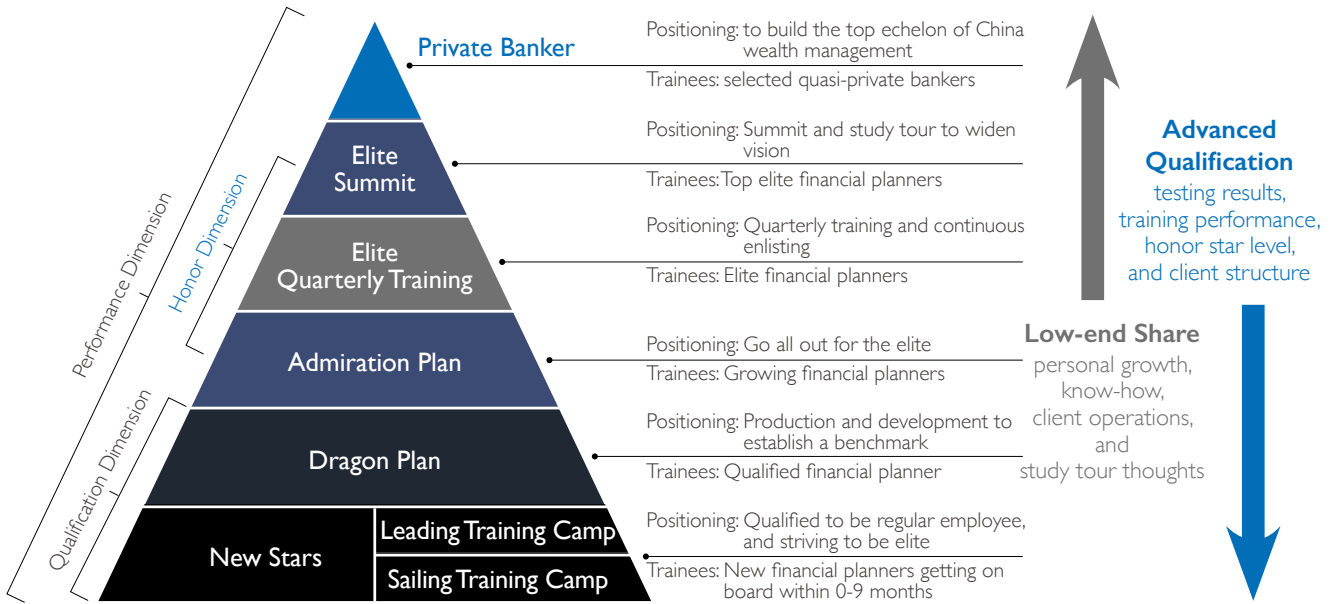 Private Banker
Positioning: to build the top echelon of China
wealth management
Trainees: selected quasi-private bankers
Elite
Summit
Positioning: Summit and study tour to widen
vision
Trainees: Top elite financial planners
Elite
Quarterly Training
Positioning: Quarterly training and continuous
enlisting
Trainees: Elite financial planners
Admiration Plan
Positioning: Go all out for the elite
Trainees: Growing financial planners
Dragon Plan
Positioning: Production and development to
establish a benchmark
Trainees: Qualified financial planner
New Stars
Leading Training Camp
Sailing Training Camp
Positioning: Qualified to be regular employee,
and striving to be elite
Trainees: New financial planners getting on
board within 0-9 months
Performance Dimension
Honor Dimension
Qualification Dimension
Advanced
Qualification
testing results,
training performance,
honor star level,
and client structure
Low-end Share
personal growth,
know-how,
client operations,
and
study tour thoughts